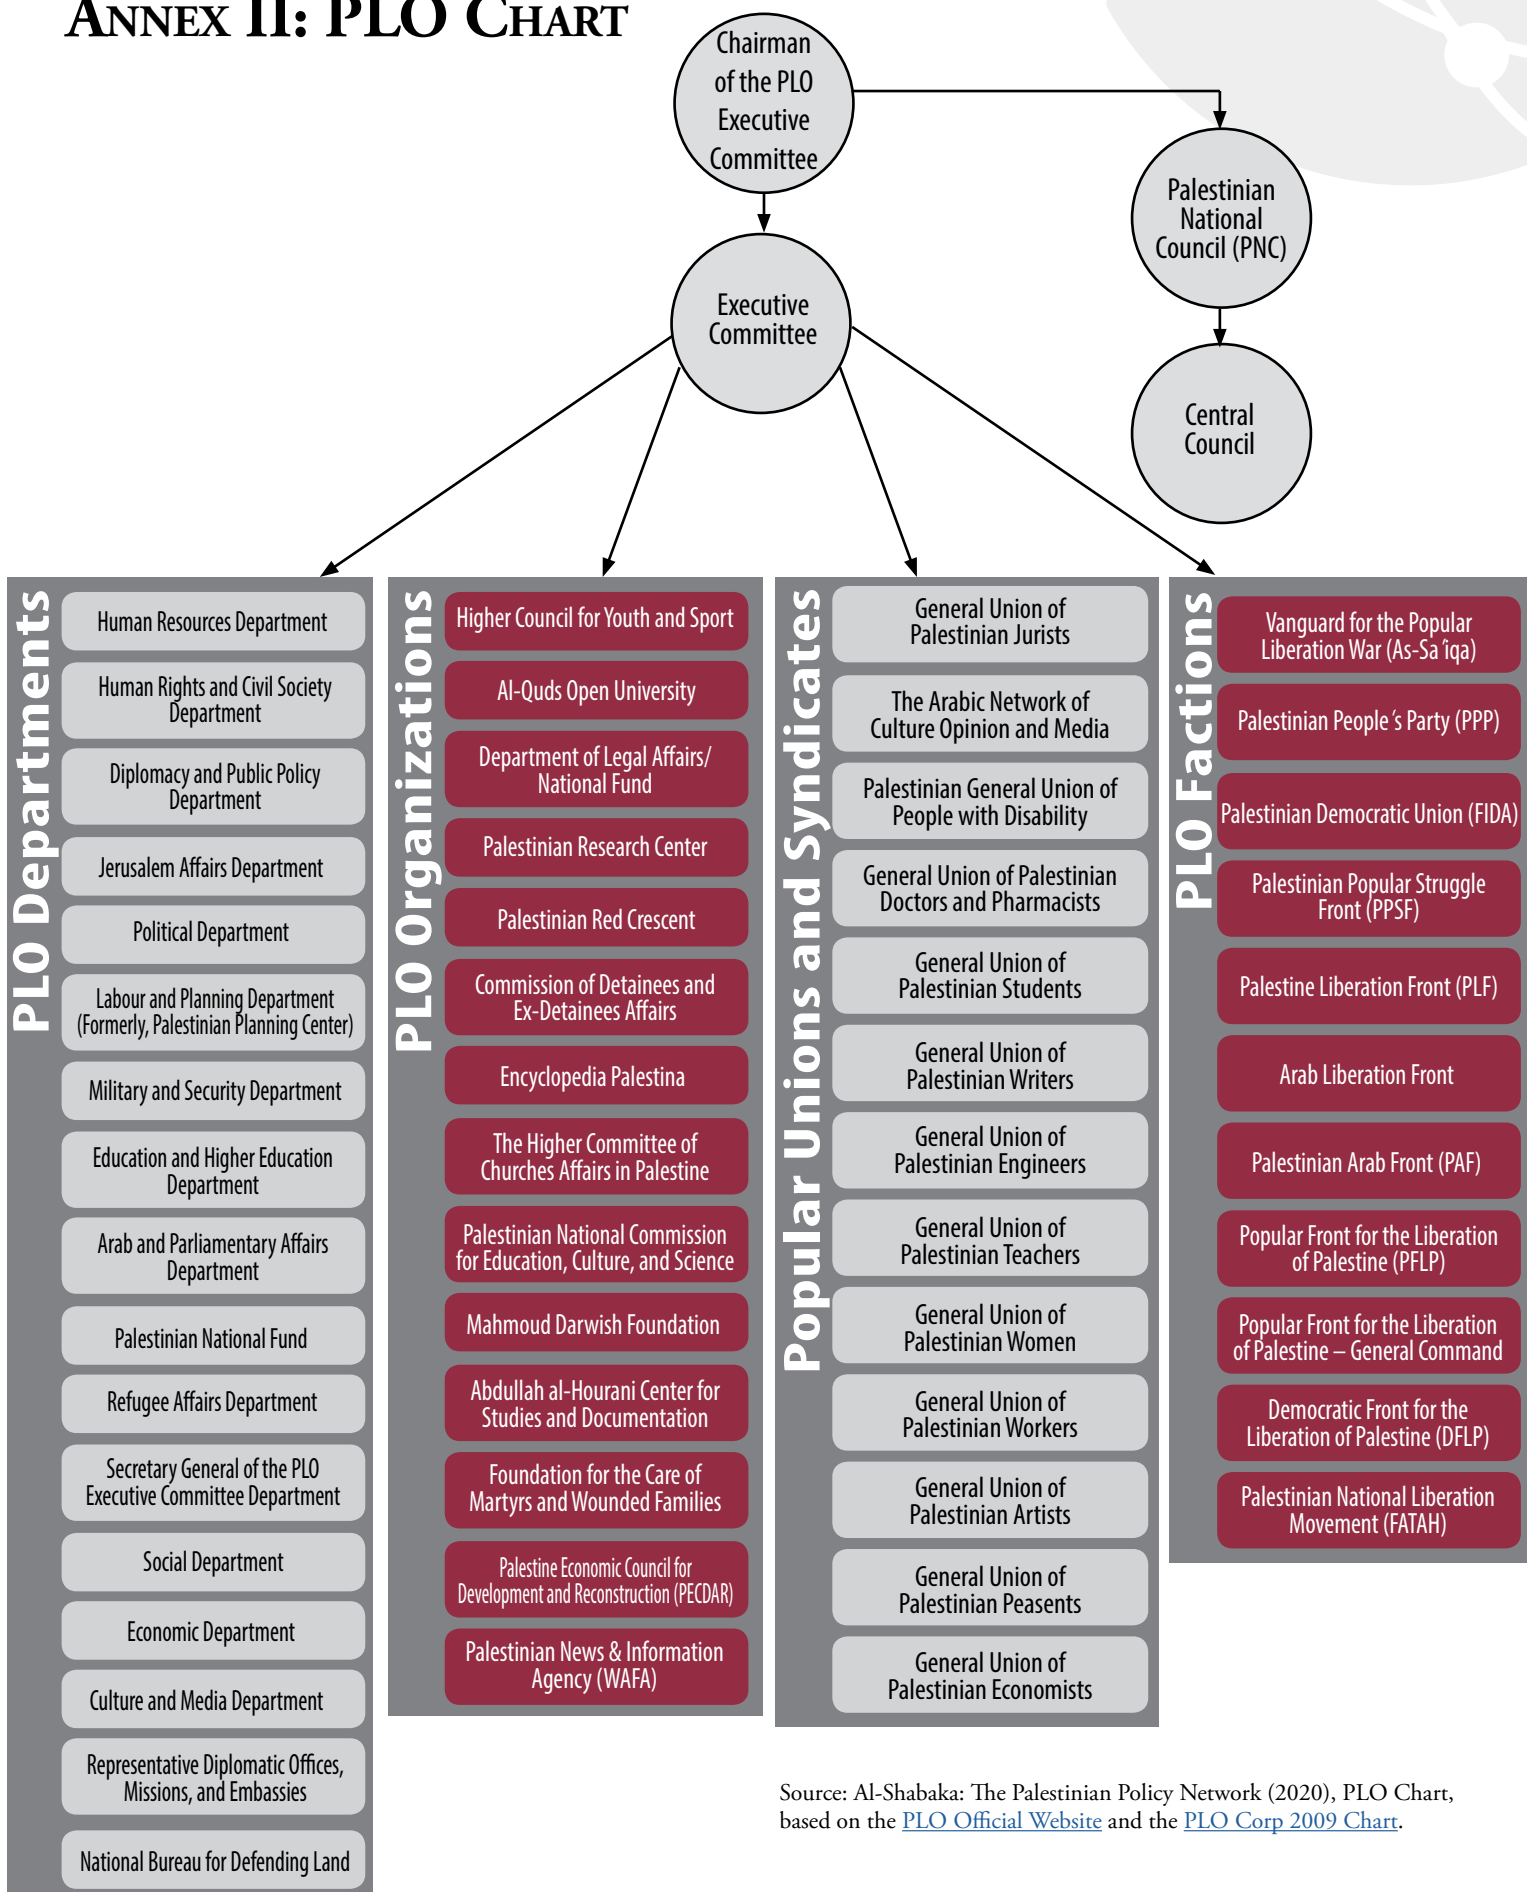 ANNEX II: PLO CHART
Chairman
of the PLO
Executive
Committee
Palestinian
National
Council (PNC)
Executive
Committee
Central
Council
PLO Departments
Human Resources Department
Human Rights and Civil Society
Department
Diplomacy and Public Policy
Department
Jerusalem Affairs Department
Political Department
Labour and Planning Department
(Formerly, Palestinian Planning Center)
Military and Security Department
Education and Higher Education
Department
Arab and Parliamentary Affairs
Department
Palestinian National Fund
Refugee Affairs Department
Secretary General of the PLO
Executive Committee Department
Social Department
Economic Department
Culture and Media Department
Representative Diplomatic Offices,
Missions, and Embassies
National Bureau for Defending Land
PLO Organizations
Higher Council for Youth and Sport
Al-Quds Open University
Department of Legal Affairs/
National Fund
Palestinian Research Center
Palestinian Red Crescent
Commission of Detainees and
Ex-Detainees Affairs
Encyclopedia Palestina
The Higher Committee of
Churches Affairs in Palestine
Palestinian National Commission
for Education, Culture, and Science
Mahmoud Darwish Foundation
Abdullah al-Hourani Center for
Studies and Documentation
Foundation for the Care of
Martyrs and Wounded Families
Palestine Economic Council for
Development and Reconstruction (PECDAR)
Palestinian News & Information
Agency (WAFA)
Popular Unions and Syndicates
General Union of
Palestinian Jurists
The Arabic Network of
Culture Opinion and Media
Palestinian General Union of
People with Disability
General Union of Palestinian
Doctors and Pharmacists
General Union of
Palestinian Students
General Union of
Palestinian Writers
General Union of
Palestinian Engineers
General Union of
Palestinian Teachers
General Union of
Palestinian Women
General Union of
Palestinian Workers
General Union of
Palestinian Artists
General Union of
Palestinian Peasents
General Union of
Palestinian Economists
PLO Factions
Vanguard for the Popular
Liberation War (As-Sa´iqa)
Palestinian People´s Party (PPP)
Palestinian Democratic Union (FIDA)
Palestinian Popular Struggle
Front (PPSF)
Palestine Liberation Front (PLF)
Arab Liberation Front
Palestinian Arab Front (PAF)
Popular Front for the Liberation
of Palestine (PFLP)
Popular Front for the Liberation
of Palestine – General Command
Democratic Front for the
Liberation of Palestine (DFLP)
Palestinian National Liberation
Movement (FATAH)
Source: Al-Shabaka: The Palestinian Policy Network (2020), PLO Chart,
based on the PLO Official Website and the PLO Corp 2009 Chart.